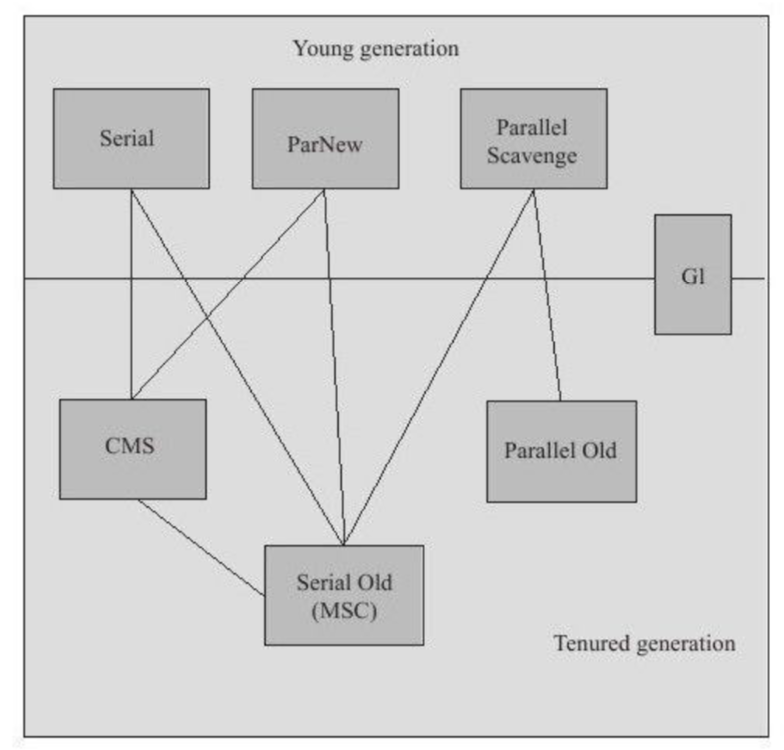 Young generation
Serial
ParNew
Parallel
Scavenge
Gl
CMS
Parallel Old
Serial Old
(MSC)
Tenured generation